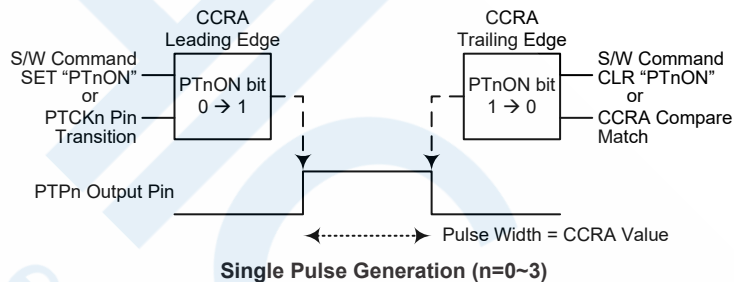 CCRA
Leading Edge
S/W Command
SET “PTnON”
or
PTCKn Pin
Transition
PTnON bit
0 → 1
CCRA
Trailing Edge
PTnON bit
1 → 0
S/W Command
CLR “PTnON”
or
CCRA Compare
Match
PTPn Output Pin
Pulse Width = CCRA Value
Single Pulse Generation (n=0~3)